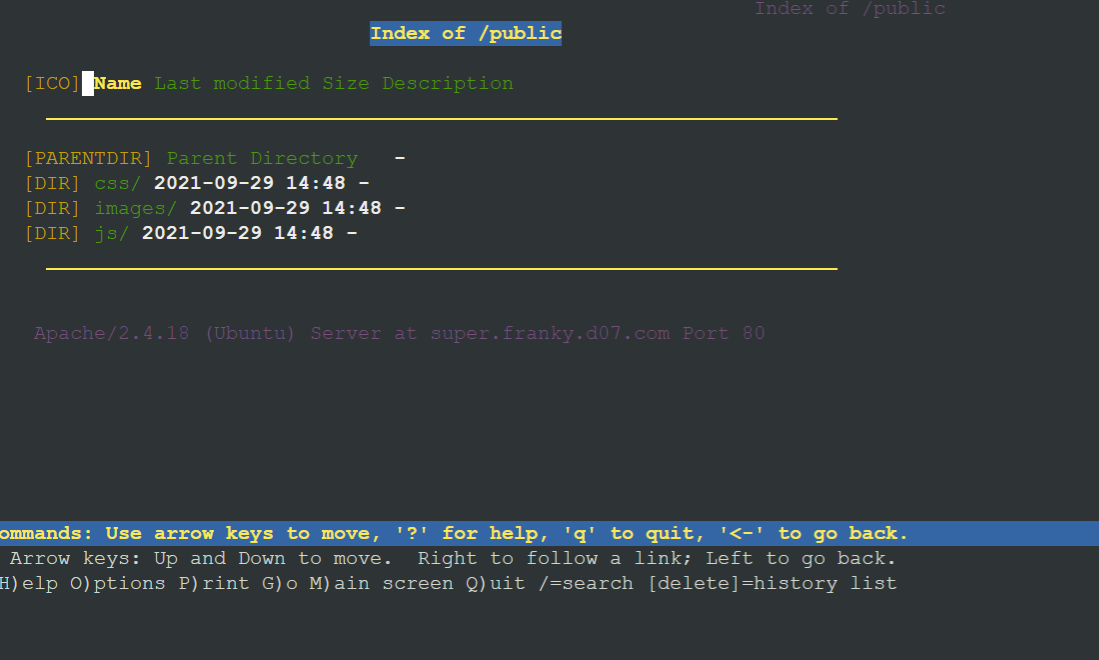 Index of /public
Index of /public
[ICO] Name Last modified Size Description
[PARENTDIR] Parent Directory -
[DIR] css/ 2021-09-29 14:48 -
[DIR] images/ 2021-09-29 14:48 -
[DIR] js/ 2021-09-29 14:48 -
Apache/2.4.18 (Ubuntu) Server at super.franky.d07.com Port 80
ommands: Use arrow keys to move, '?' for help, 'q' to quit, '<-' to go back.
Arrow keys: Up and Down to move. Right to follow a link; Left to go back.
H)elp O)ptions P)rint G)o M)ain screen Q)uit /=search [delete]=history list